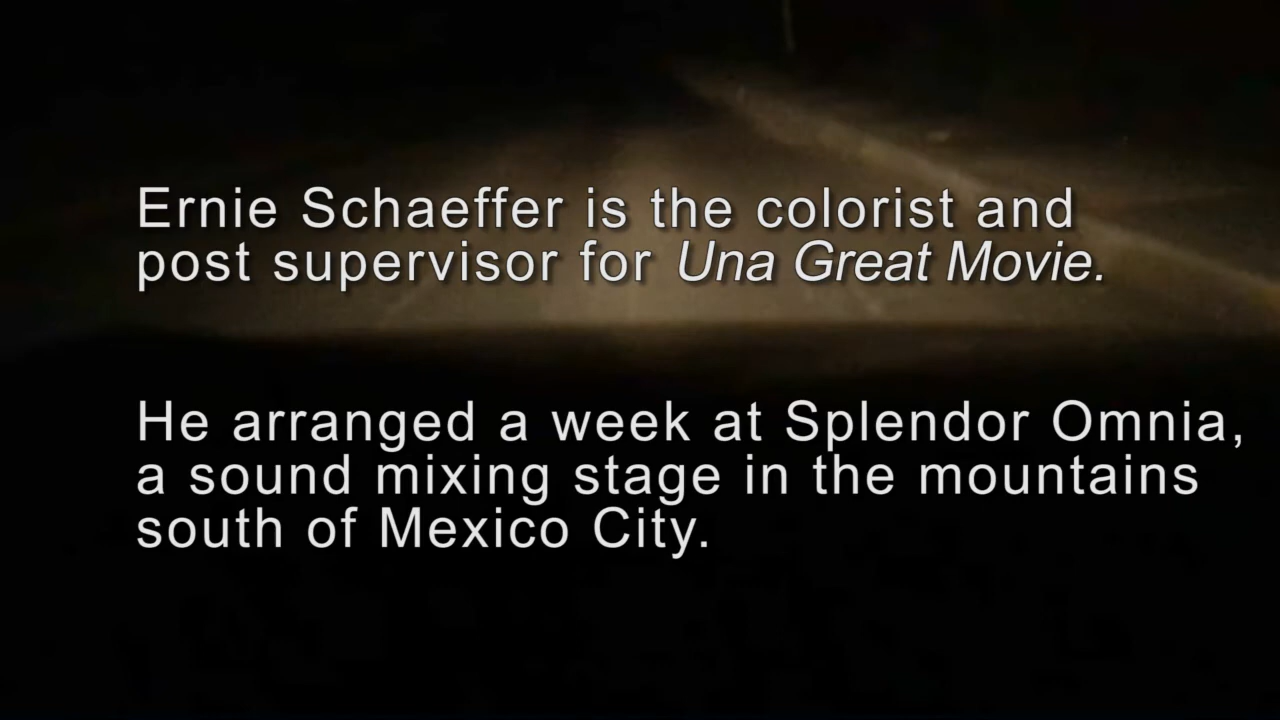 Ernie Schaeffer is the colorist and
post supervisor for Una Great Movie.
He arranged a week at Splendor Omnia,
a sound mixing stage in the mountains
south of Mexico City.